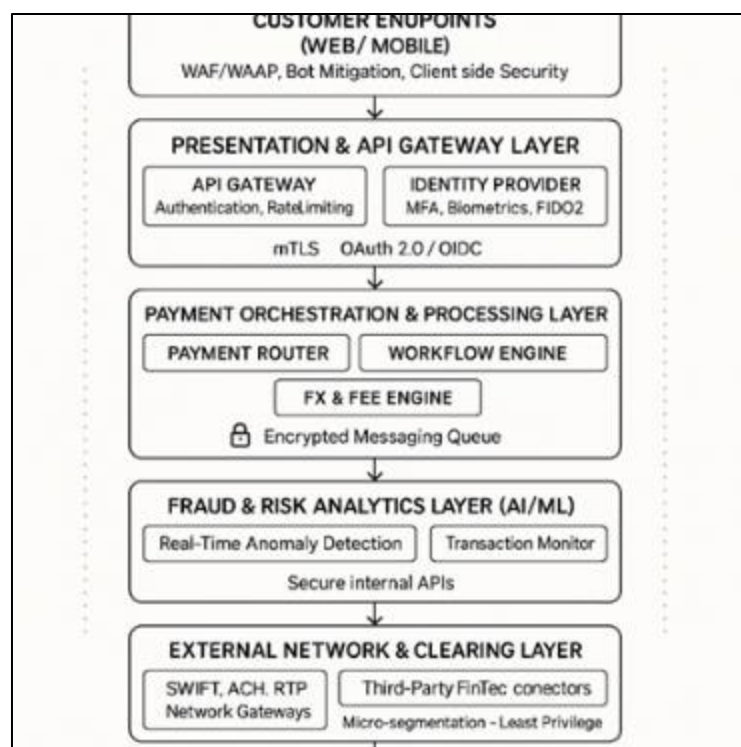 CUSTOMER ENUPOINTS
(WEB/ MOBILE)
WAF/WAAP, Bot Mitigation, Client side Security
PRESENTATION & API GATEWAY LAYER
API GATEWAY
Authentication, RateLimiting
IDENTITY PROVIDER
MFA, Biometrics, FIDO2
mTLS OAuth 2.0 / OIDC
PAYMENT ORCHESTRATION & PROCESSING LAYER
PAYMENT ROUTER
WORKFLOW ENGINE
FX & FEE ENGINE
Encrypted Messaging Queue
FRAUD & RISK ANALYTICS LAYER (AI/ML)
Real-Time Anomaly Detection
Transaction Monitor
Secure internal APIs
EXTERNAL NETWORK & CLEARING LAYER
SWIFT, ACH. RTP
Network Gateways
Third-Party FinTec conectors
Micro-segmentation - Least Privilege